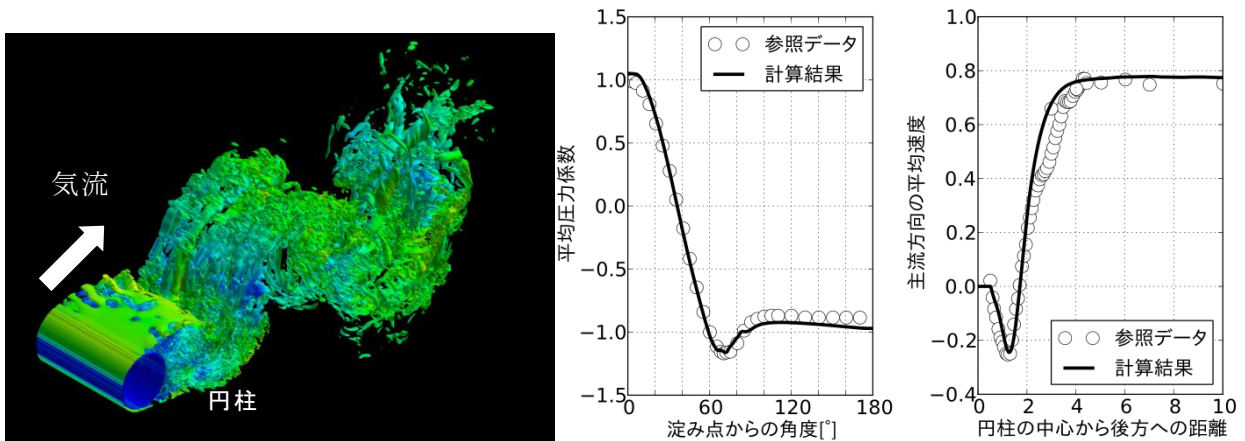 気流
円柱
平均圧力係数
1.5
1.0
0.5
0.0
−0.5
−1.0
−1.5
参照データ
計算結果
0
60
120
180
淀み点からの角度[°]
主流方向の平均速度
1.0
0.8
0.6
0.4
0.2
0.0
−0.2
−0.4
参照データ
計算結果
0
2
4
6
8
10
円柱の中心から後方への距離